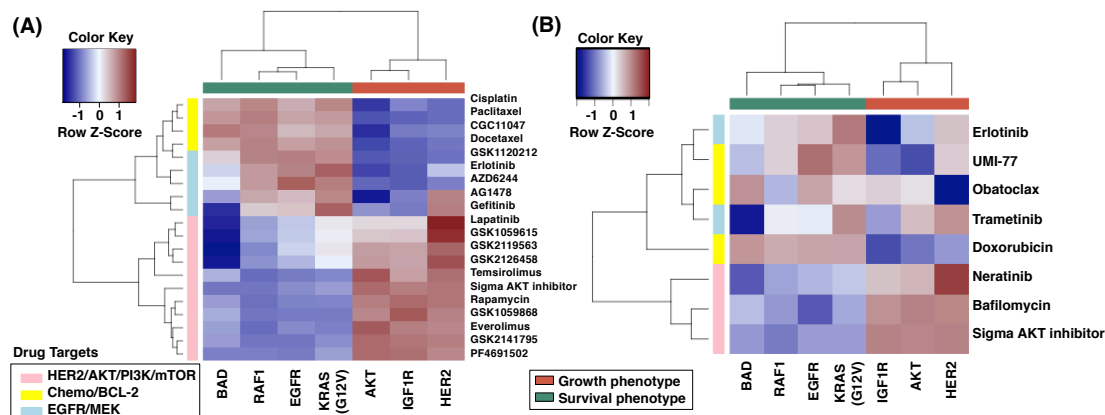 (A)
Color Key
-1 0 1
Row Z-Score
Cisplatin
Paclitaxel
CGC11047
Docetaxel
GSK1120212
Erlotinib
AZD6244
AG1478
Gefitinib
Lapatinib
GSK1059615
GSK2119563
GSK2126458
Temsirolimus
Sigma AKT inhibitor
Rapamycin
GSK1059868
Everolimus
GSK2141795
PF4691502
BAD
RAF1
EGFR
KRAS
(G12V)
AKT
IGF1R
HER2
Drug Targets
HER2/AKT/PI3K/mTOR
Chemo/BCL-2
EGFR/MEK
(B)
Color Key
-1 0 1
Row Z-Score
Erlotinib
UMI-77
Obatoclax
Trametinib
Doxorubicin
Neratinib
Bafilomycin
Sigma AKT inhibitor
BAD
RAF1
EGFR
KRAS
(G12V)
IGF1R
AKT
HER2
Growth phenotype
Survival phenotype